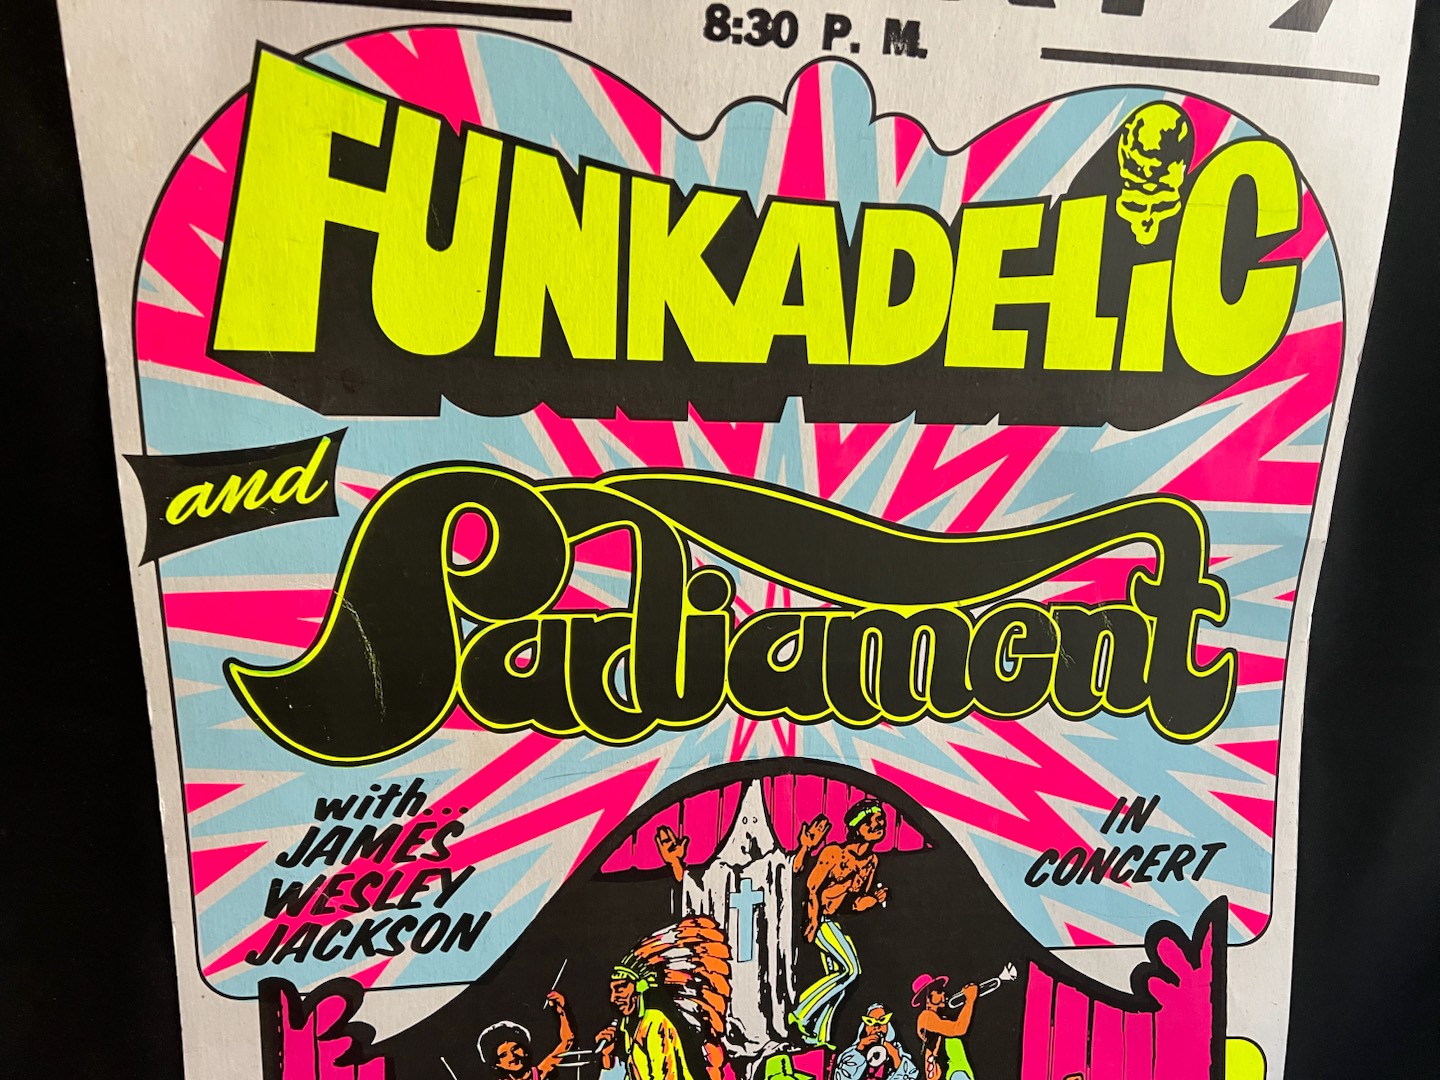 8:30 P. M.
FUNKADELiC
and
Parliament
with...
JAMES
WESLEY
JACKSON
IN
CONCERT